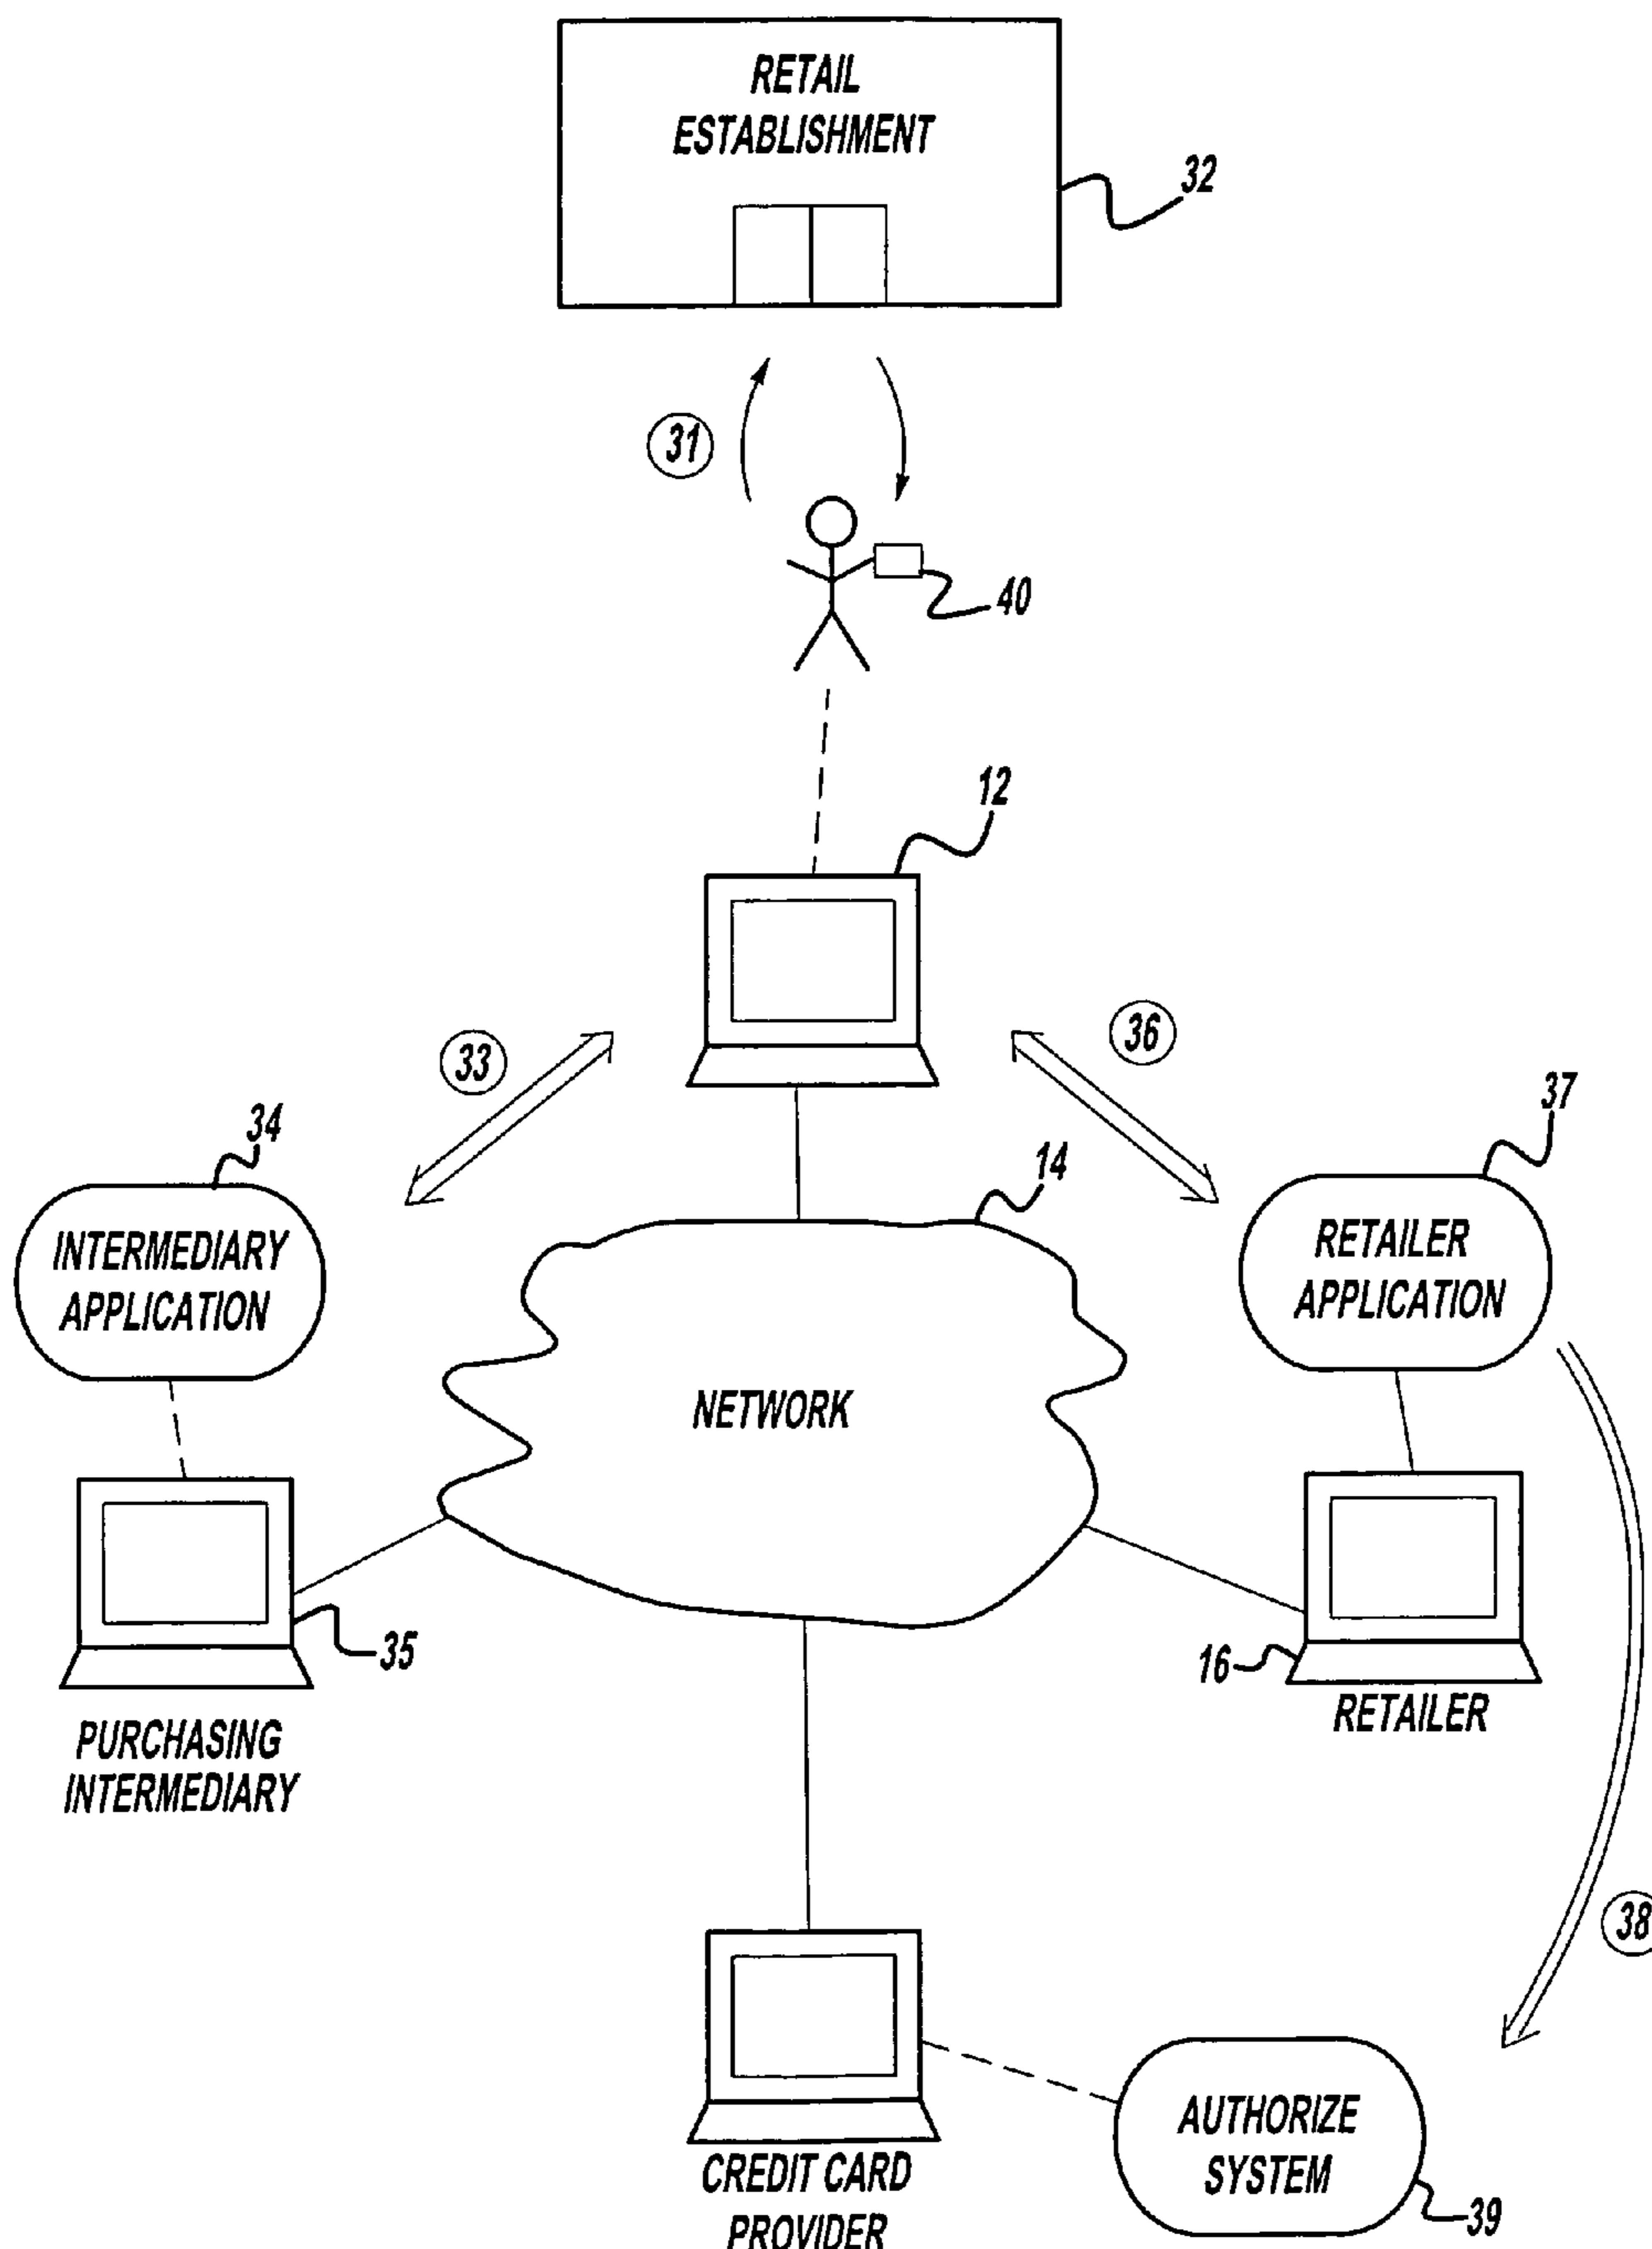 RETAIL
ESTABLISHMENT
32
31
40
12
33
36
37
34
14
INTERMEDIARY
APPLICATION
RETAILER
APPLICATION
NETWORK
35
16
RETAILER
PURCHASING
INTERMEDIARY
38
AUTHORIZE
SYSTEM
CREDIT CARD
PROVIDER
39